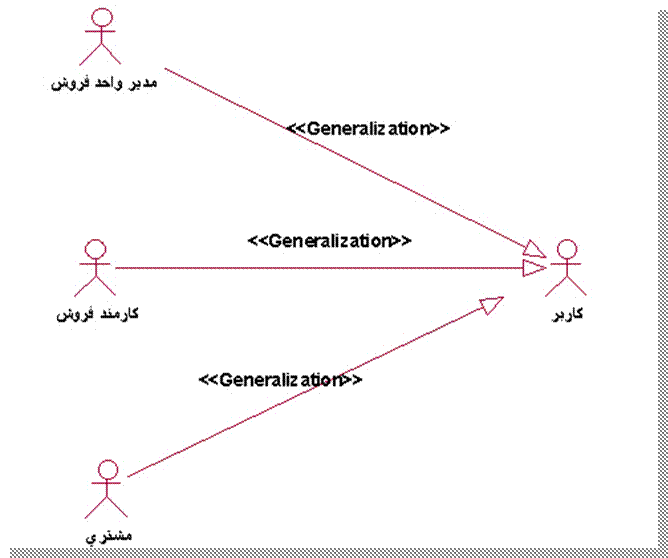 مدير واحد فروش
<<Generalization>>
<<Generalization>>
كارمند فروش
كاربر
<<Generalization>>
مشتري